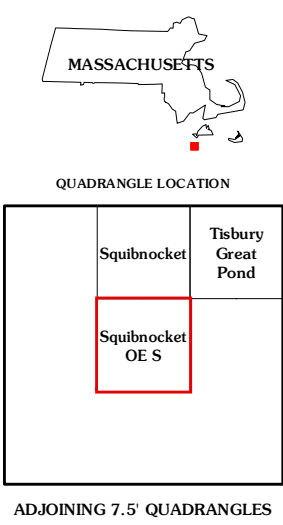 MASSACHUSETTS
QUADRANGLE LOCATION
Squibnocket
Tisbury
Great
Pond
Squibnocket
OE S
ADJOINING 7.5' QUADRANGLES